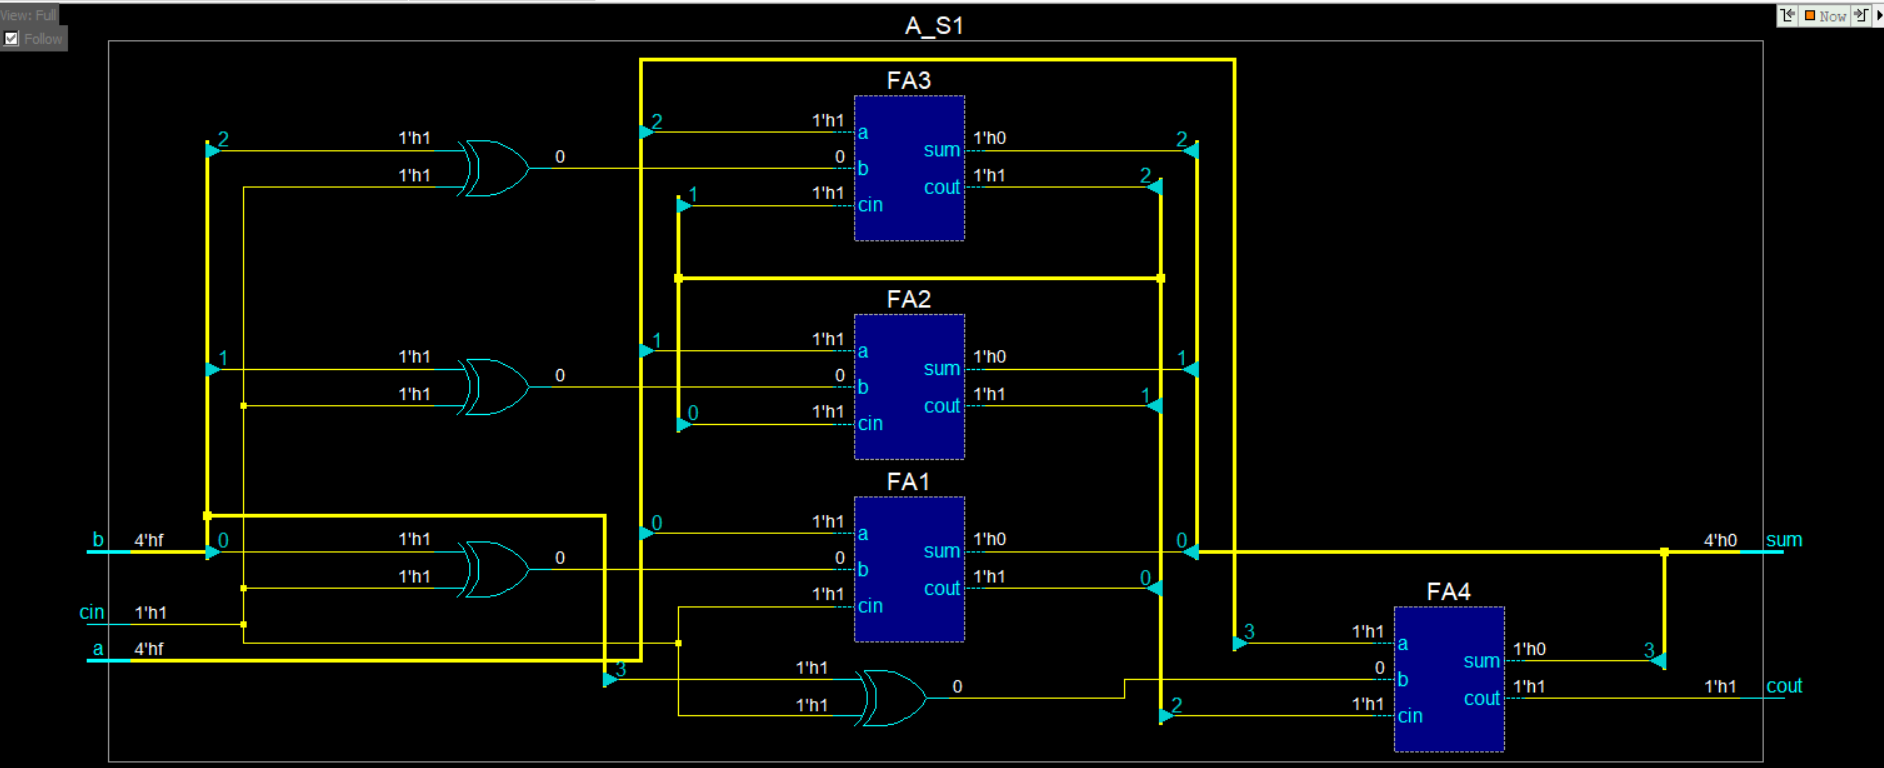 View: Full
Follow
Now
A_S1
FA3
2 1'h1 0 2 1'h1 a 1'h0 2
1'h1 0 b sum
1'h1 2
cout
1 1'h1 cin
FA2
1 1'h1 0 1 1'h1 a 1'h0 1
1'h1 0 b sum
1'h1 1
cout
0 1'h1 cin
FA1
b 4'hf 0 1'h1 0 0 1'h1 a 1'h0 0 4'h0 sum
1'h1 0 b sum
1'h1 0
cout
cin 1'h1 1'h1 cin
a 4'hf
FA4
3 1'h1 0 3 1'h1 a 1'h0 3
1'h1 0 b sum
1'h1 1'h1 cout
cout
2 1'h1 cin